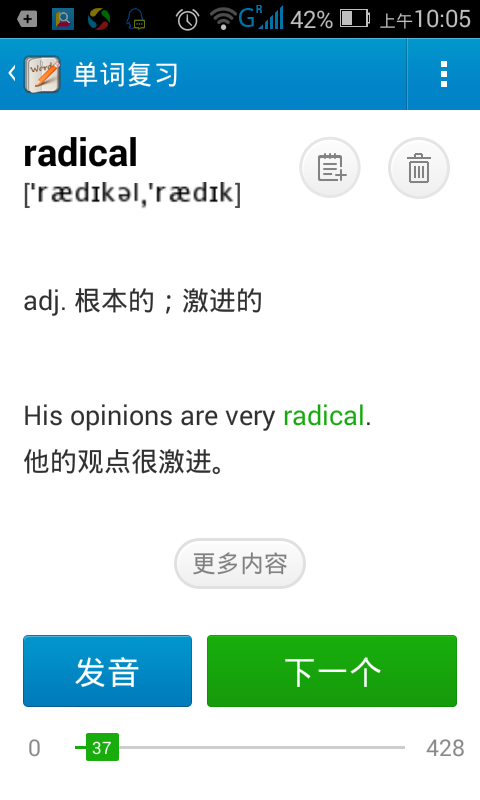 GR 42% 上午10:05
Words 单词复习
radical
['rædɪkəl,'rædɪk]
adj. 根本的；激进的
His opinions are very radical.
他的观点很激进。
更多内容
发音 下一个
0 37 428